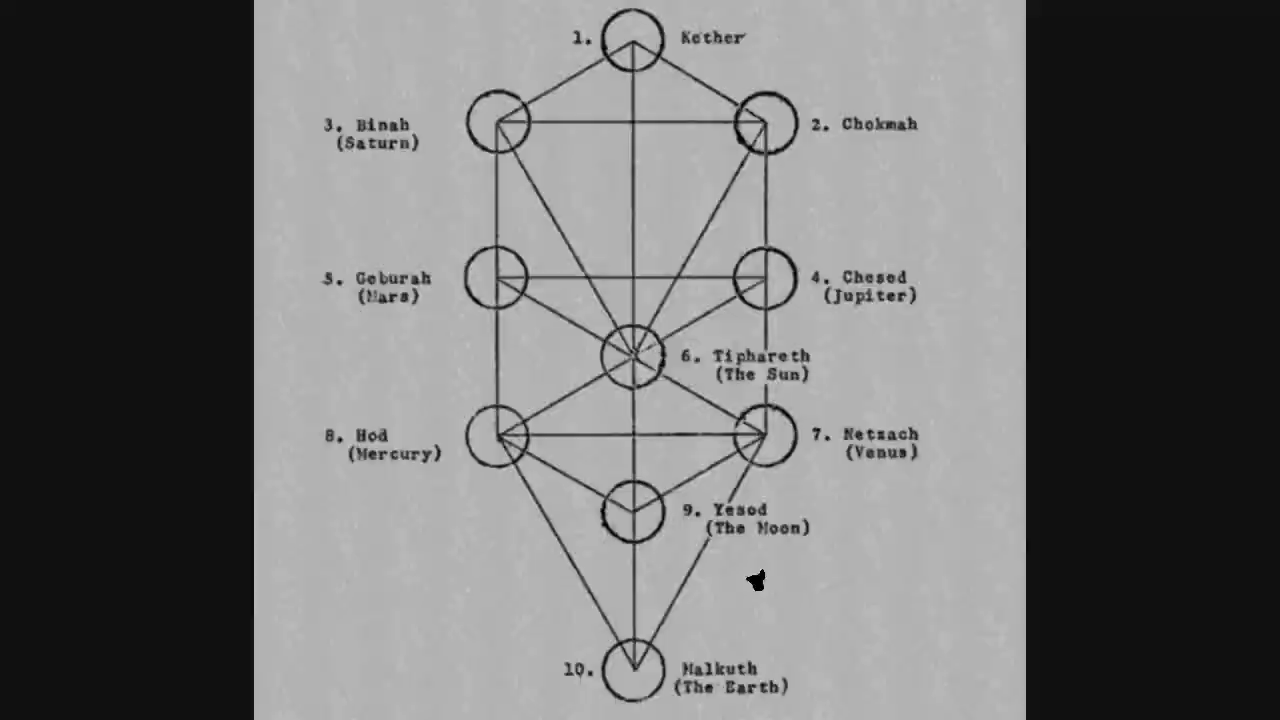 1. Kether
3. Binah
(Saturn)
2. Chokmah
5. Geburah
(Mars)
4. Chesed
(Jupiter)
6. Tiphareth
(The Sun)
8. Hod
(Mercury)
7. Netzach
(Venus)
9. Yesod
(The Moon)
10. Malkuth
(The Earth)